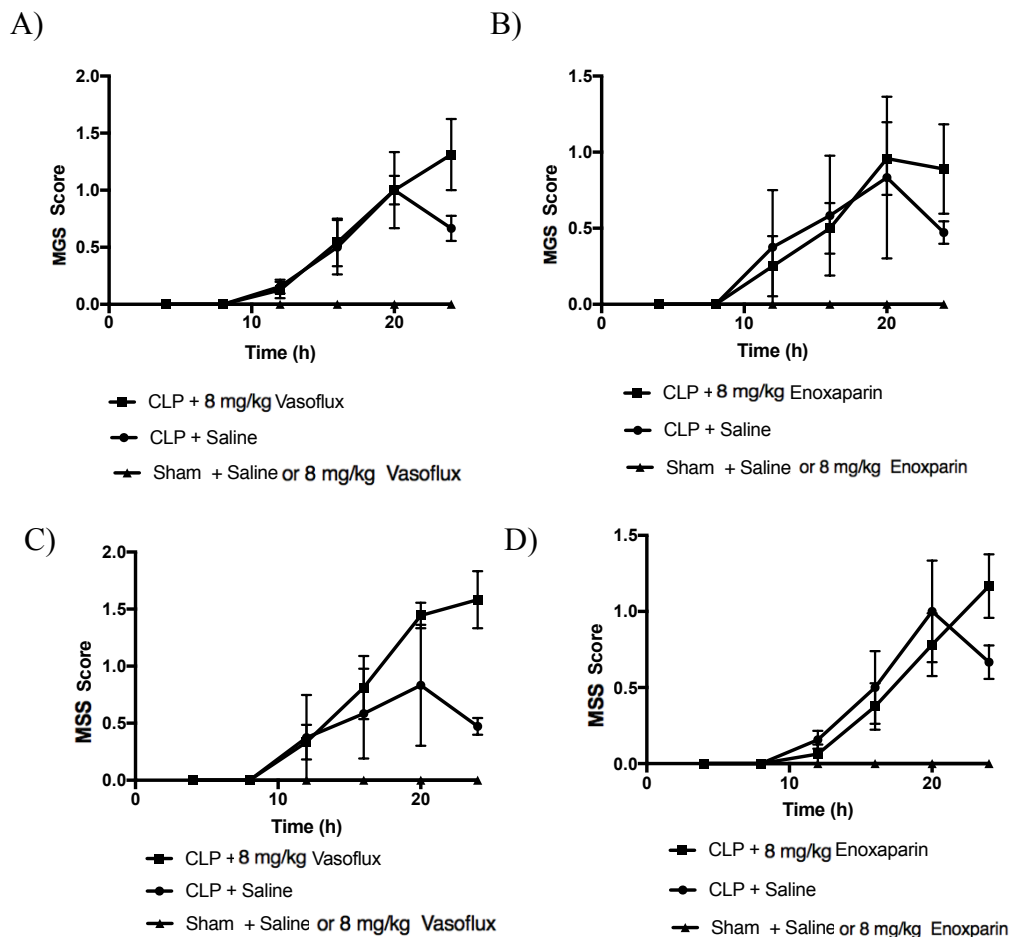 A)
2.0
1.5
1.0
0.5
0.0
MGS Score
0
10
20
Time (h)
CLP + 8 mg/kg Vasoflux
CLP + Saline
Sham + Saline or 8 mg/kg Vasoflux
B)
1.5
1.0
0.5
0.0
MGS Score
0
10
20
Time (h)
CLP + 8 mg/kg Enoxaparin
CLP + Saline
Sham + Saline or 8 mg/kg Enoxparin
C)
2.0
1.5
1.0
0.5
0.0
MSS Score
0
10
20
Time (h)
CLP + 8 mg/kg Vasoflux
CLP + Saline
Sham + Saline or 8 mg/kg Vasoflux
D)
1.5
1.0
0.5
0.0
MSS Score
0
10
20
Time (h)
CLP + 8 mg/kg Enoxaparin
CLP + Saline
Sham + Saline or 8 mg/kg Enoxparin